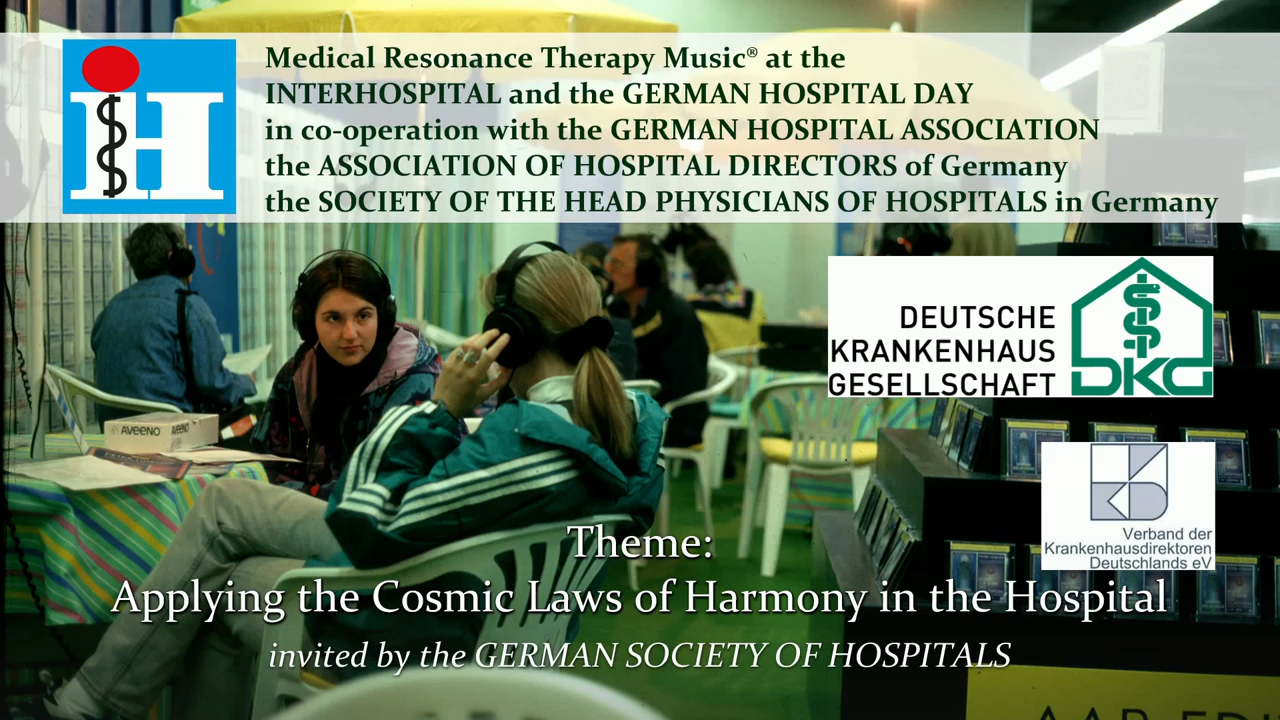 Medical Resonance Therapy Music® at the
INTERHOSPITAL and the GERMAN HOSPITAL DAY
in co-operation with the GERMAN HOSPITAL ASSOCIATION
the ASSOCIATION OF HOSPITAL DIRECTORS of Germany
the SOCIETY OF THE HEAD PHYSICIANS OF HOSPITALS in Germany
iH
DEUTSCHE
KRANKENHAUS
GESELLSCHAFT
DKG
Verband der
Krankenhausdirektoren
Deutschlands eV
AVEENO AVEENO
Theme:
Applying the Cosmic Laws of Harmony in the Hospital
invited by the GERMAN SOCIETY OF HOSPITALS